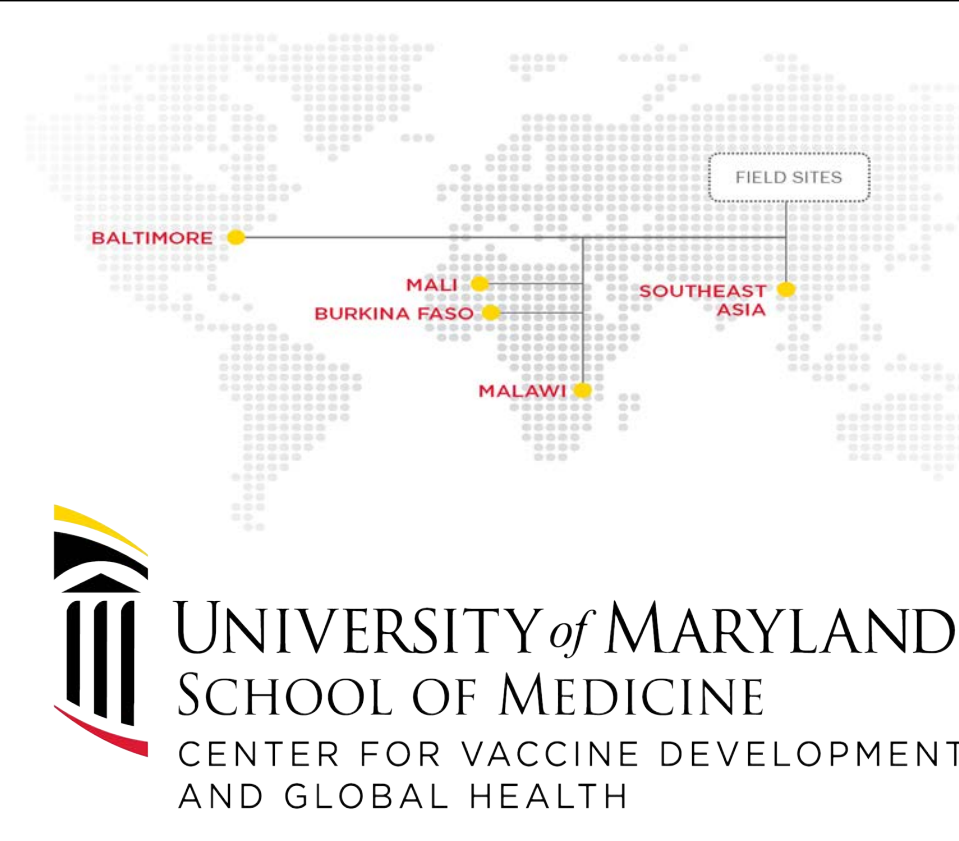 FIELD SITES
BALTIMORE
MALI
SOUTHEAST
ASIA
BURKINA FASO
MALAWI
UNIVERSITY of MARYLAND
SCHOOL OF MEDICINE
CENTER FOR VACCINE DEVELOPMENT
AND GLOBAL HEALTH